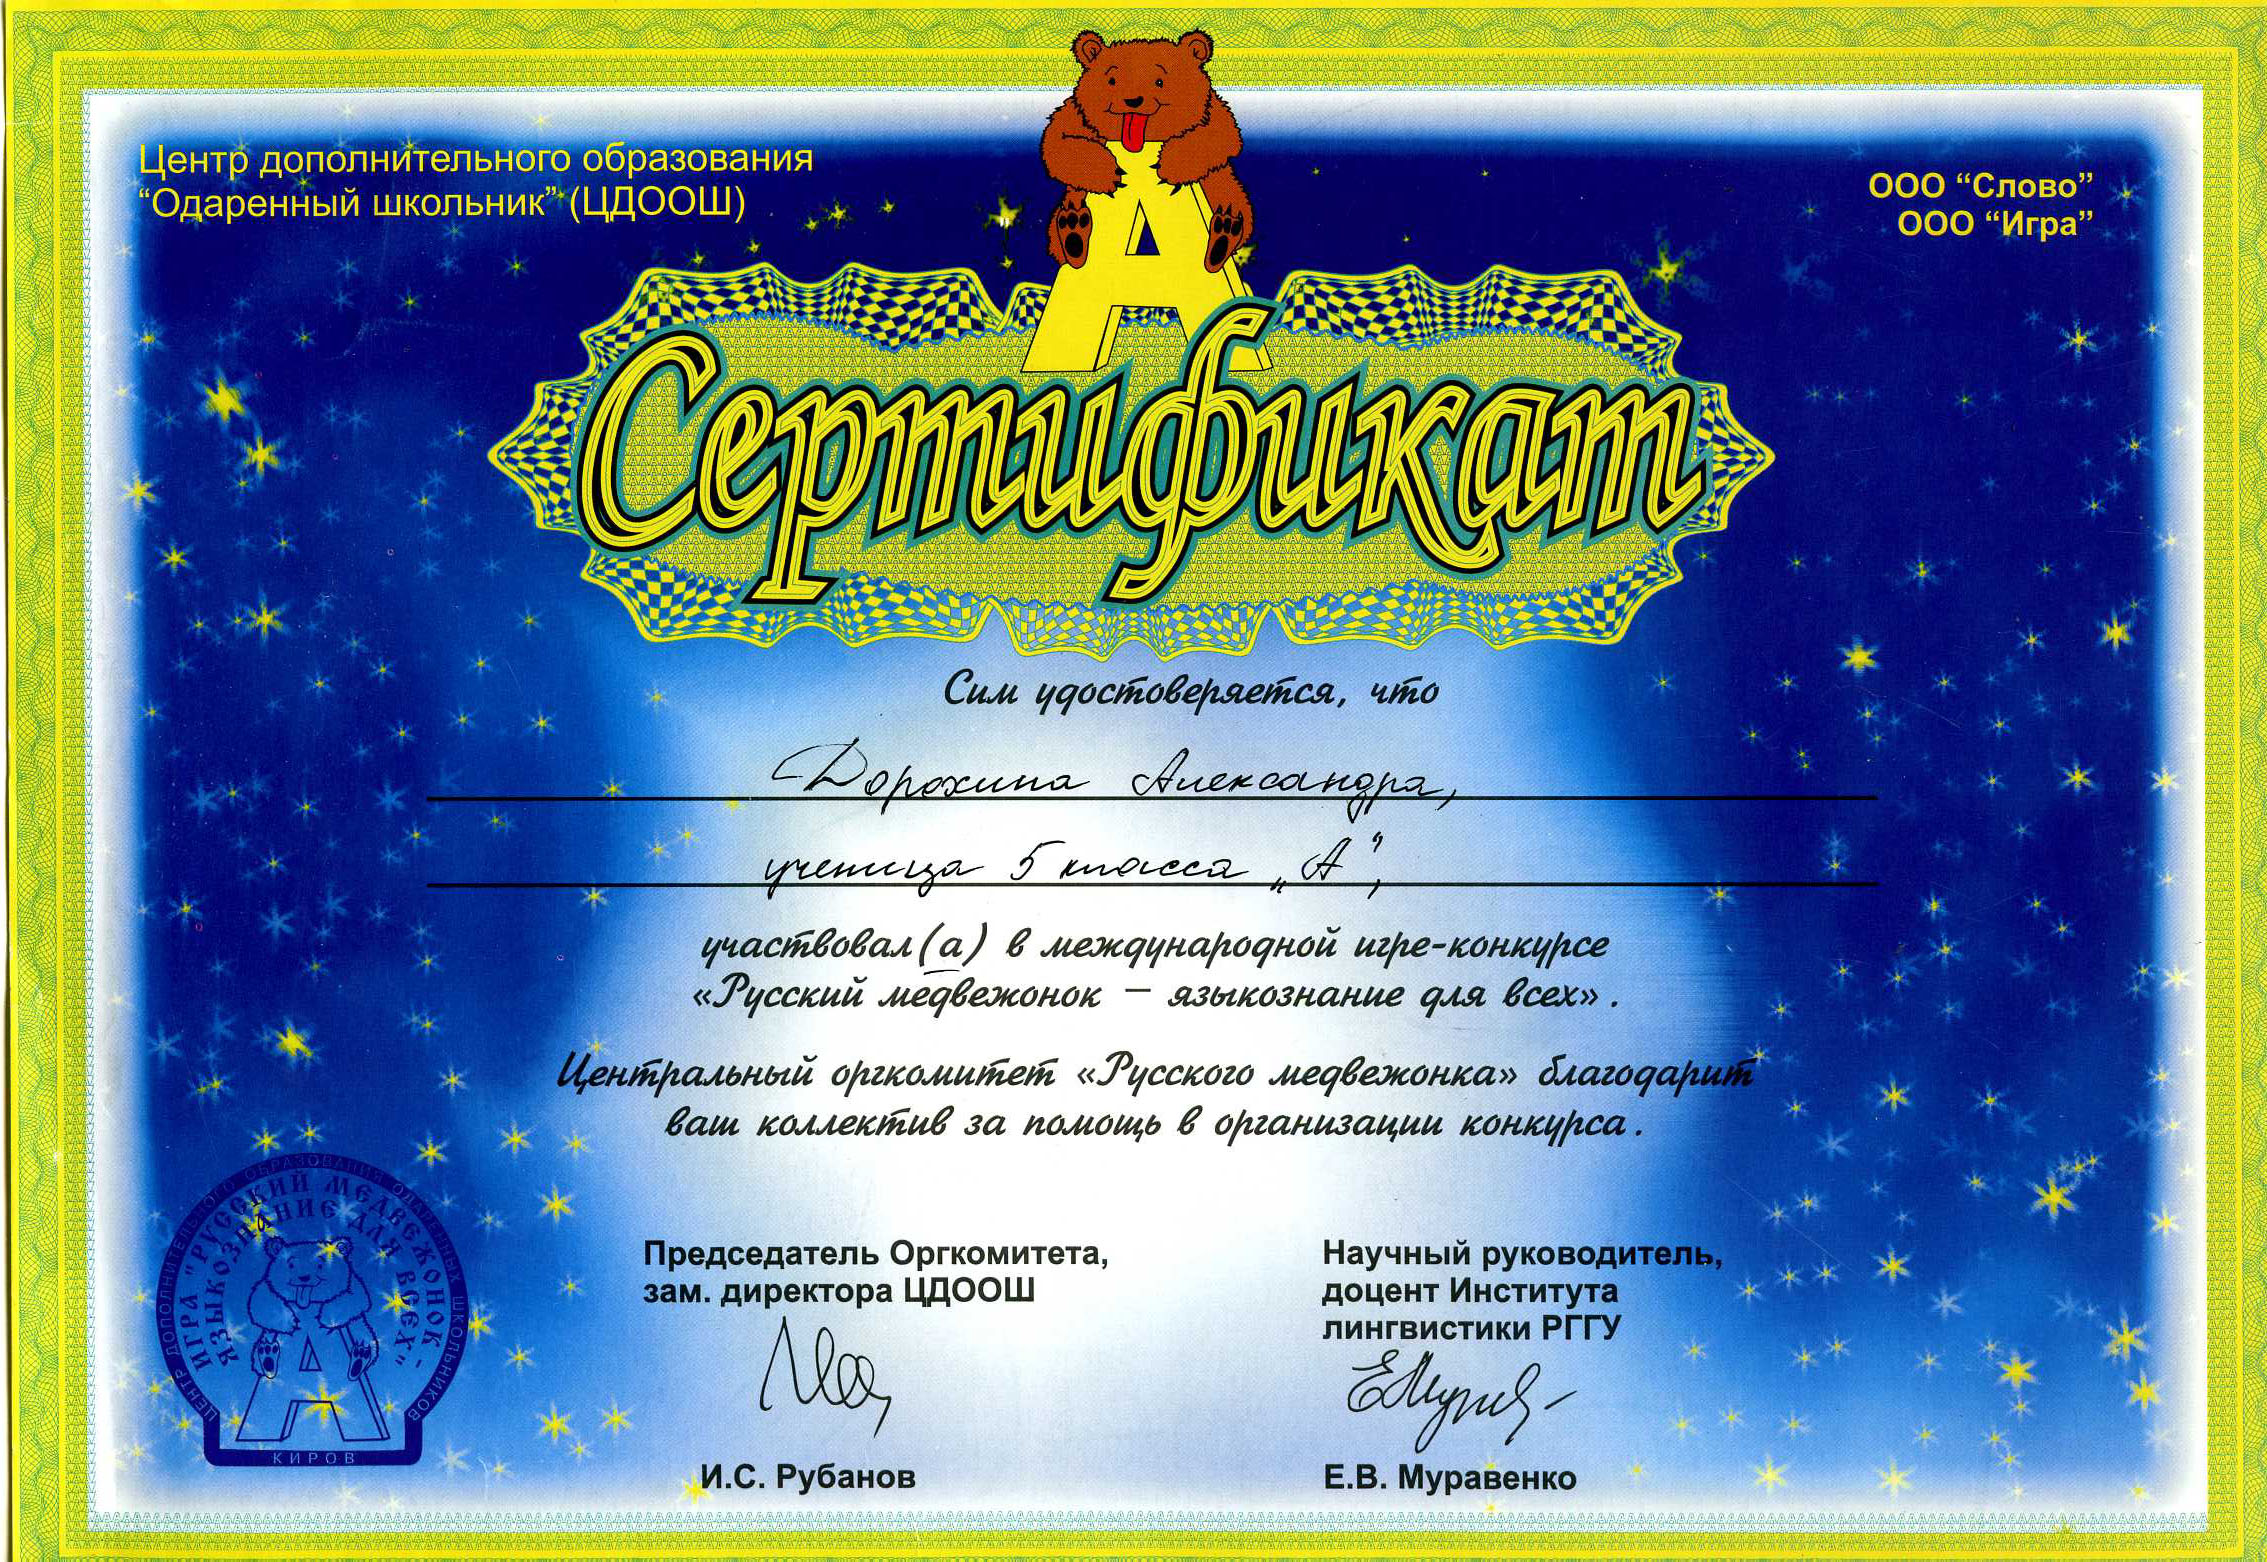 Центр дополнительного образования
“Одаренный школьник” (ЦДООШ)
ООО “Слово”
ООО “Игра”
А
Сертификат
Сим удостоверяется, что
Дорохина Александра,
ученица 5 класса „А”,
участвовал(а) в международной игре-конкурсе
«Русский медвежонок – языкознание для всех».
Центральный оргкомитет «Русского медвежонка» благодарит
ваш коллектив за помощь в организации конкурса.
ЦЕНТР ДОПОЛНИТЕЛЬНОГО ОБРАЗОВАНИЯ ОДАРЕННЫХ ШКОЛЬНИКОВ
ИГРА "РУССКИЙ МЕДВЕЖОНОК -
ЯЗЫКОЗНАНИЕ ДЛЯ ВСЕХ"
А
КИРОВ
Председатель Оргкомитета,
зам. директора ЦДООШ
И.С. Рубанов
Научный руководитель,
доцент Института
лингвистики РГГУ
Е.В. Муравенко